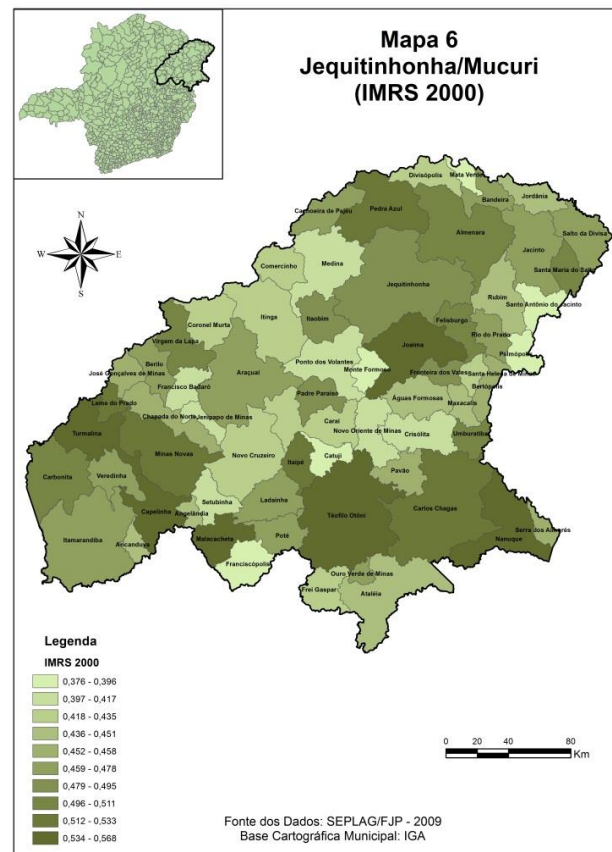 Mapa 6
Jequitinhonha/Mucuri
(IMRS 2000)
N
W
E
S
Divisópolis
Mata Verde
Cachoeira de Pajeú
Pedra Azul
Bandeira
Jordânia
Almenara
Salto da Divisa
Jacinto
Comercinho
Medina
Santa Maria do Salto
Jequitinhonha
Rubim
Santo Antônio do Jacinto
Coronel Murta
Itinga
Itaobim
Felisburgo
Rio do Prado
Virgem da Lapa
Joaíma
Palmópolis
Ponto dos Volantes
Monte Formoso
Berilo
José Gonçalves de Minas
Araçuaí
Fronteira dos Vales
Santa Helena de Minas
Francisco Badaró
Bertópolis
Padre Paraíso
Águas Formosas
Maxacalis
Leme do Prado
Chapada do Norte
Jenipapo de Minas
Caraí
Novo Oriente de Minas
Turmalina
Crisólita
Umburatiba
Minas Novas
Novo Cruzeiro
Catuji
Itaipé
Pavão
Carbonita
Veredinha
Setubinha
Ladainha
Teófilo Otôni
Carlos Chagas
Capelinha
Angelândia
Serra dos Aimorés
Itamarandiba
Aricanduva
Malacacheta
Poté
Nanuque
Franciscópolis
Ouro Verde de Minas
Frei Gaspar
Ataléia
Legenda
IMRS 2000
0,376 - 0,396
0,397 - 0,417
0,418 - 0,435
0,436 - 0,451
0,452 - 0,458
0,459 - 0,478
0,479 - 0,495
0,496 - 0,511
0,512 - 0,533
0,534 - 0,568
0 20 40 80
Km
Fonte dos Dados: SEPLAG/FJP - 2009
Base Cartográfica Municipal: IGA